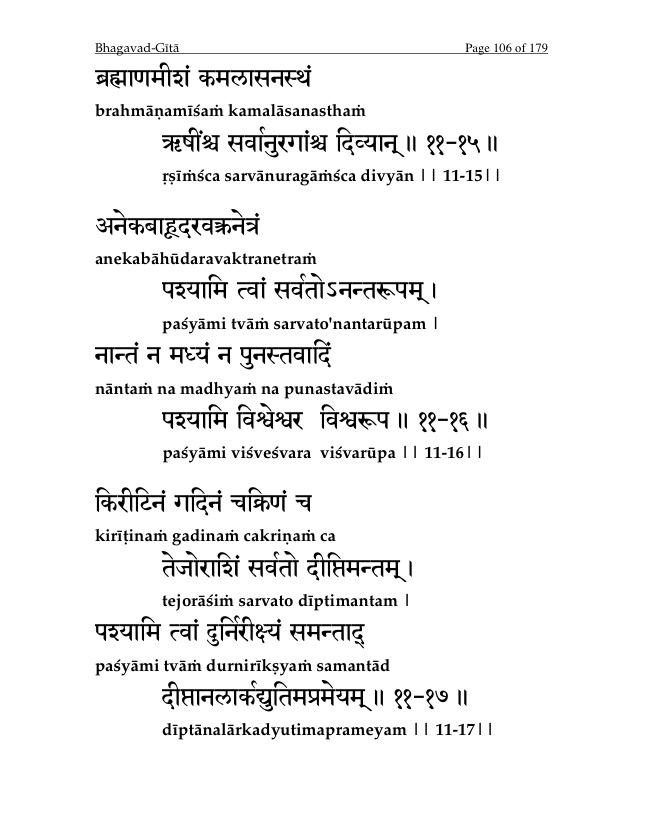 Bhagavad-Gītā Page 106 of 179
ब्रह्माणमीशं कमलासनस्थं
brahmāṇamīśaṁ kamalāsanasthaṁ
ऋषींश्च सर्वानुरगांश्च दिव्यान् ॥ ११-१५ ॥
ṛṣīṁśca sarvānuragāṁśca divyān || 11-15||
अनेकबाहूदरवक्त्रनेत्रं
anekabāhūdaravaktranetraṁ
पश्यामि त्वां सर्वतोऽनन्तरूपम् ।
paśyāmi tvāṁ sarvato'nantarūpam |
नान्तं न मध्यं न पुनस्तवादिं
nāntaṁ na madhyaṁ na punastavādiṁ
पश्यामि विश्वेश्वर विश्वरूप ॥ ११-१६ ॥
paśyāmi viśveśvara viśvarūpa || 11-16||
किरीटिनं गदिनं चक्रिणं च
kirīṭinaṁ gadinaṁ cakriṇaṁ ca
तेजोराशिं सर्वतो दीप्तिमन्तम् ।
tejorāśiṁ sarvato dīptimantam |
पश्यामि त्वां दुर्निरीक्ष्यं समन्ताद्
paśyāmi tvāṁ durnirīkṣyaṁ samantād
दीप्तानलार्कद्युतिमप्रमेयम् ॥ ११-१७ ॥
dīptānalārkadyutimaprameyam || 11-17||